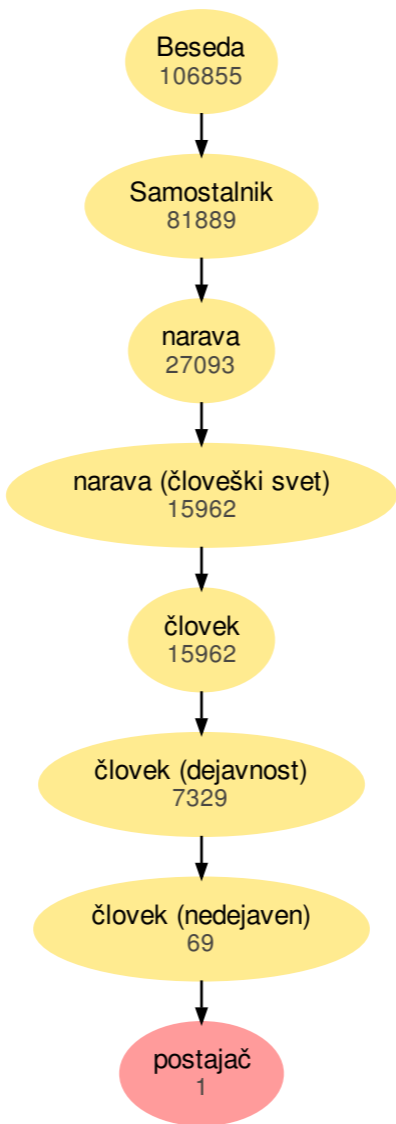 Beseda
106855
Samostalnik
81889
narava
27093
narava (človeški svet)
15962
človek
15962
človek (dejavnost)
7329
človek (nedejaven)
69
postajač
1